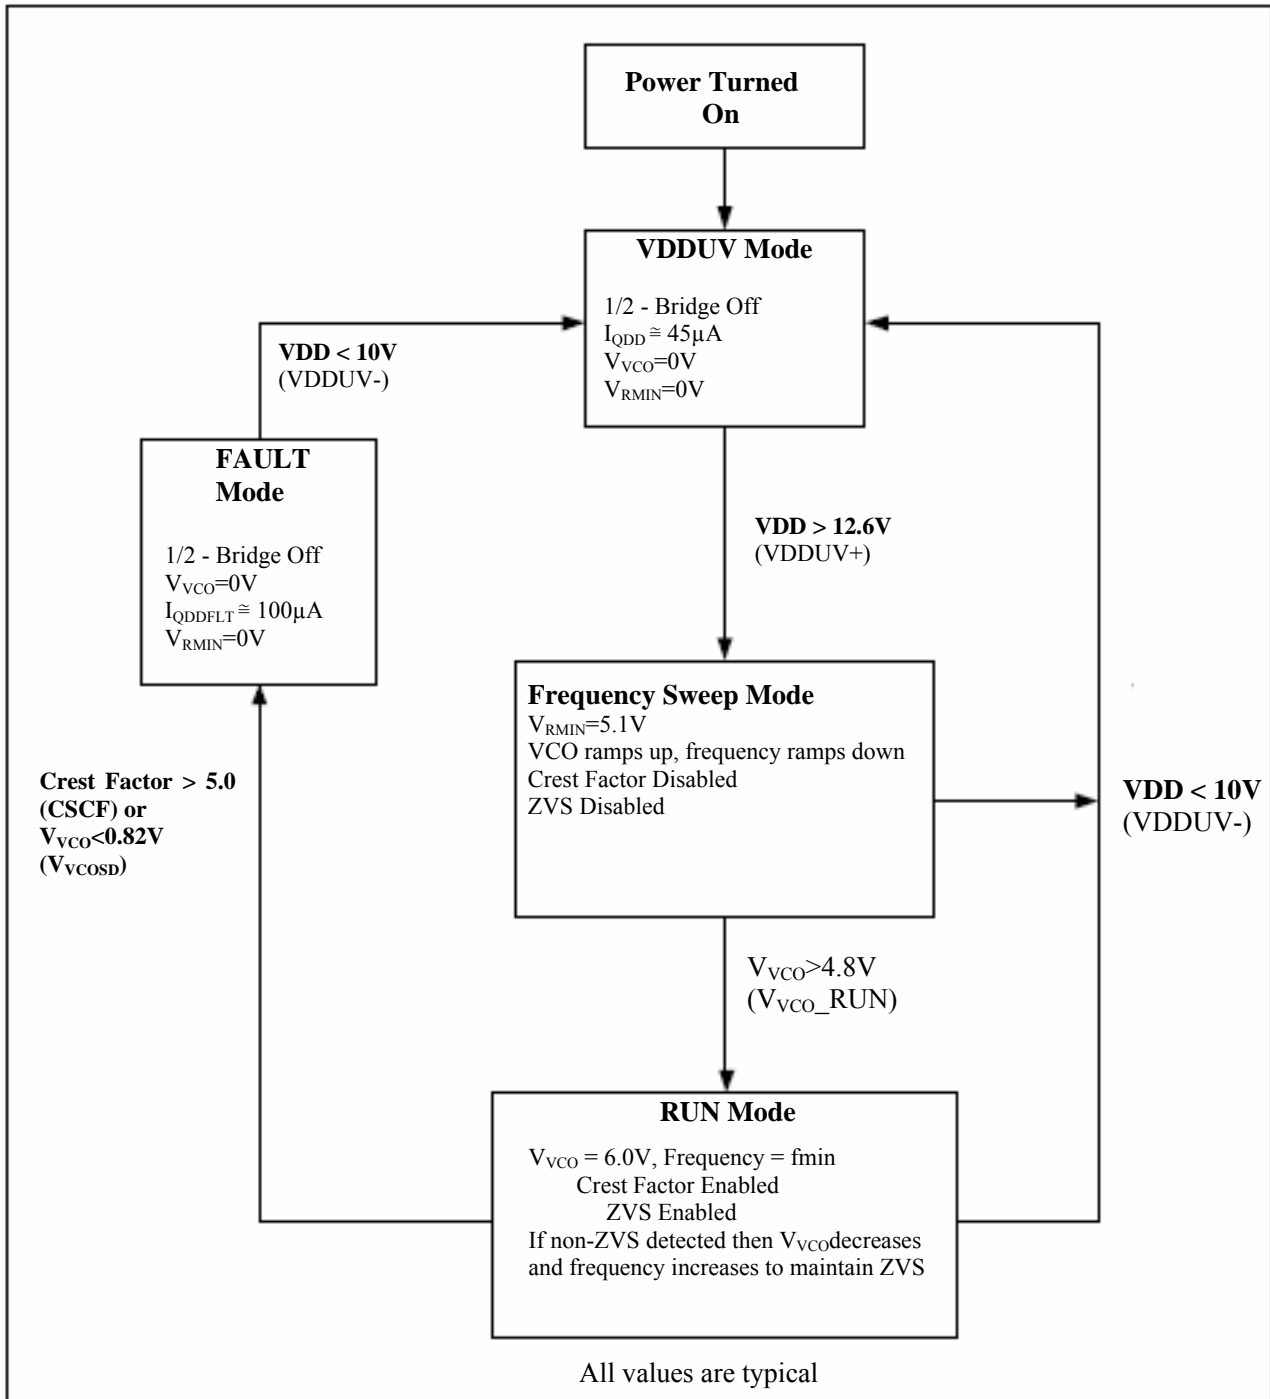 Power Turned
On
VDDUV Mode
1/2 - Bridge Off
IQDD ≅ 45µA
VVCO=0V
VRMIN=0V
VDD < 10V
(VDDUV-)
FAULT
Mode
1/2 - Bridge Off
VVCO=0V
IQDDFLT ≅ 100µA
VRMIN=0V
VDD > 12.6V
(VDDUV+)
Frequency Sweep Mode
VRMIN=5.1V
VCO ramps up, frequency ramps down
Crest Factor Disabled
ZVS Disabled
Crest Factor > 5.0
(CSCF) or
VVCO<0.82V
(VVCOSD)
VDD < 10V
(VDDUV-)
VVCO>4.8V
(VVCO_RUN)
RUN Mode
VVCO = 6.0V, Frequency = fmin
Crest Factor Enabled
ZVS Enabled
If non-ZVS detected then VVCOdecreases
and frequency increases to maintain ZVS
All values are typical